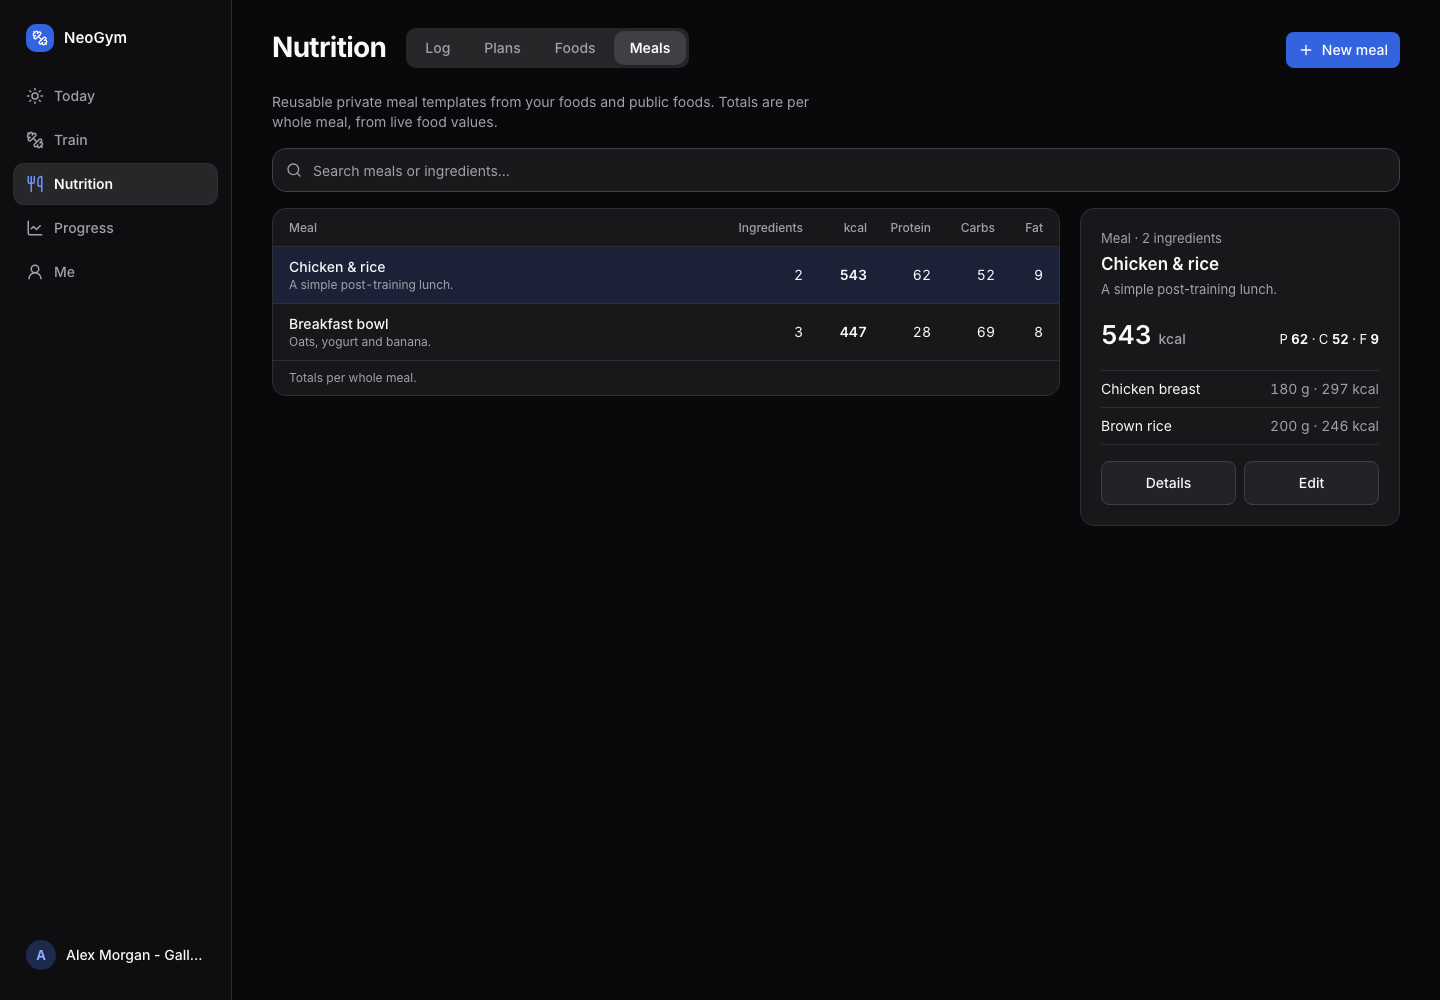 NeoGym
Today
Train
Nutrition
Progress
Me
Alex Morgan - Gall...
Nutrition
Log
Plans
Foods
Meals
New meal
Reusable private meal templates from your foods and public foods. Totals are per
whole meal, from live food values.
Search meals or ingredients...
Meal Ingredients kcal Protein Carbs Fat
Chicken & rice 2 543 62 52 9
A simple post-training lunch.
Breakfast bowl 3 447 28 69 8
Oats, yogurt and banana.
Totals per whole meal.
Meal · 2 ingredients
Chicken & rice
A simple post-training lunch.
543 kcal P 62 · C 52 · F 9
Chicken breast 180 g · 297 kcal
Brown rice 200 g · 246 kcal
Details
Edit
A